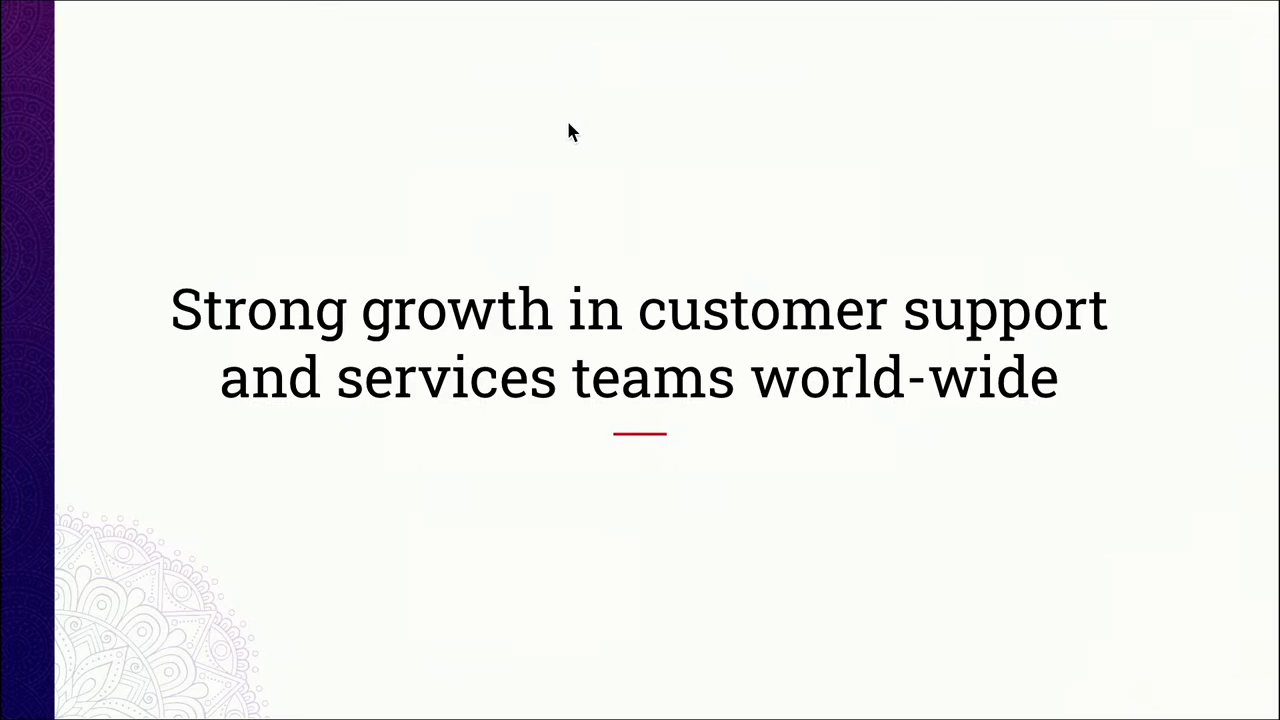 Strong growth in customer support
and services teams world-wide